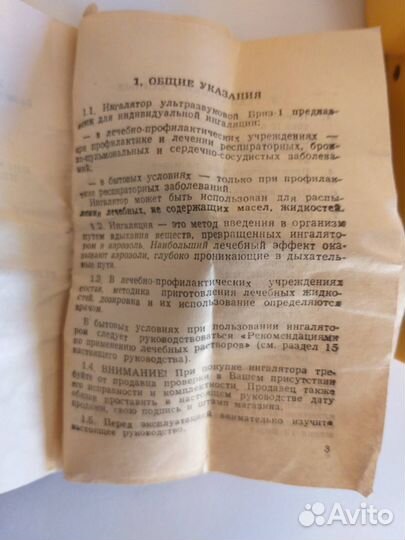 1. ОБЩИЕ УКАЗАНИЯ
1.1. Ингалятор ультразвуковой Бриз-1 предназ-
начен для индивидуальной ингаляции:
— в лечебно-профилактических учреждениях —
при профилактике и лечении респираторных, брон-
хо-пульмональных и сердечно-сосудистых заболева-
ний;
— в бытовых условиях — только при профилак-
тике респираторных заболеваний.
Ингалятор может быть использован для распы-
ления лечебных, не содержащих масел, жидкостей.
1.2. Ингаляция — это метод введения в организм
путем вдыхания веществ, превращенных ингалято-
ром в аэрозоль. Наибольший лечебный эффект ока-
зывают аэрозоли, глубоко проникающие в дыхатель-
ные пути.
1.3. В лечебно-профилактических учреждениях
состав, методика приготовления лечебных жидко-
стей, дозировка и их использование определяются
врачом.
В бытовых условиях при пользовании ингалято-
ром следует руководствоваться «Рекомендациями
по применению лечебных растворов» (см. раздел 15
настоящего руководства).
1.4. ВНИМАНИЕ! При покупке ингалятора тре-
буйте от продавца проверки в Вашем присутствии
его исправности и комплектности. Продавец также
обязан проставить в настоящем руководстве дату
продажи, свою подпись и штамп магазина.
1.5. Перед эксплуатацией внимательно изучите
настоящее руководство.
3
Avito